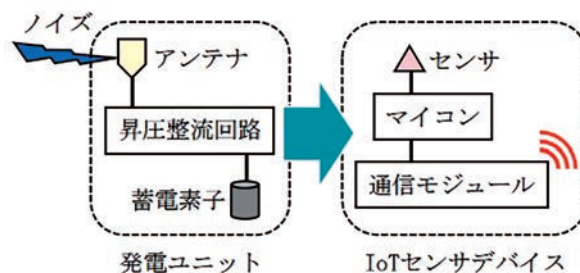 ノイズ
アンテナ
昇圧整流回路
蓄電素子
発電ユニット
センサ
マイコン
通信モジュール
IoTセンサデバイス